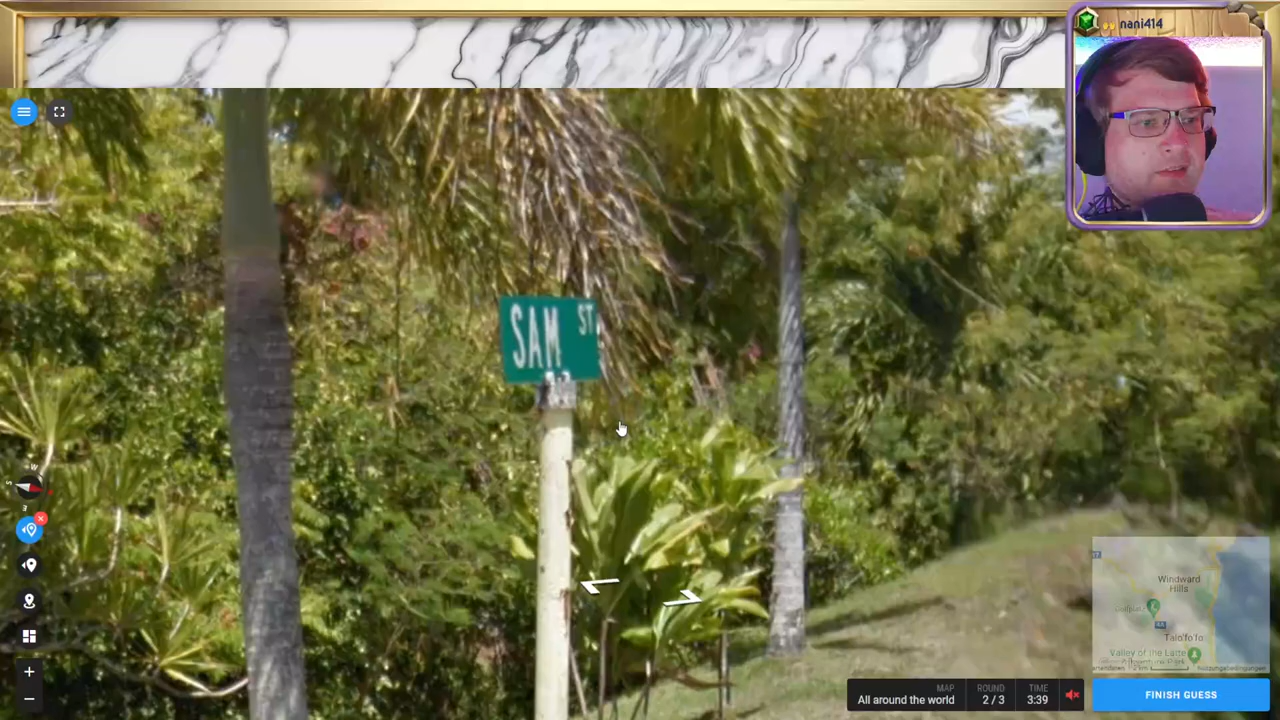 nani414
SAM ST.
W
S
E
Windward
Hills
Talo'fo'fo
Valley of the Latte
Adventure Park
Nutzungsbedingungen
MAP
All around the world
ROUND
2 / 3
TIME
3:39
FINISH GUESS